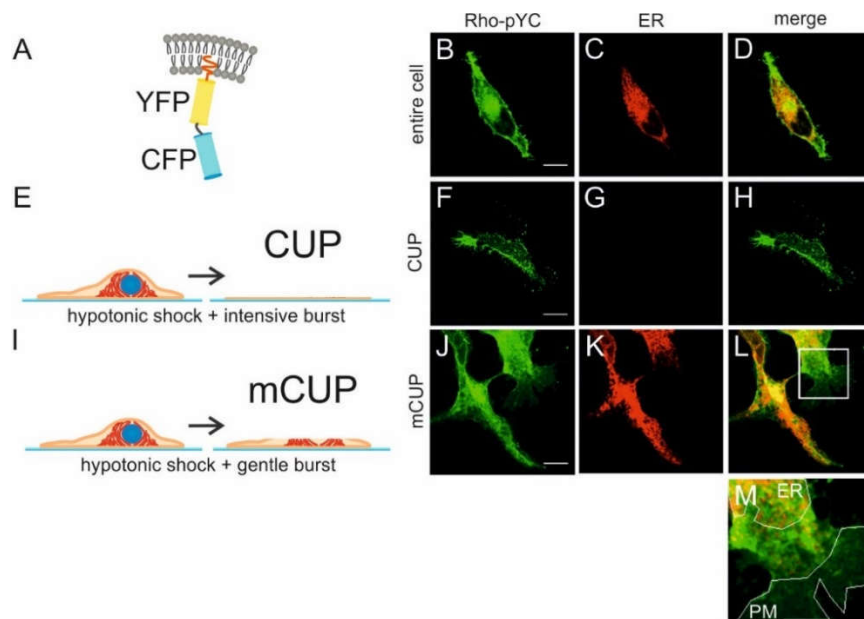 A
YFP
CFP
Rho-pYC
ER
merge
entire cell
B
C
D
E
CUP
hypotonic shock + intensive burst
CUP
F
G
H
I
mCUP
hypotonic shock + gentle burst
mCUP
J
K
L
M
ER
PM